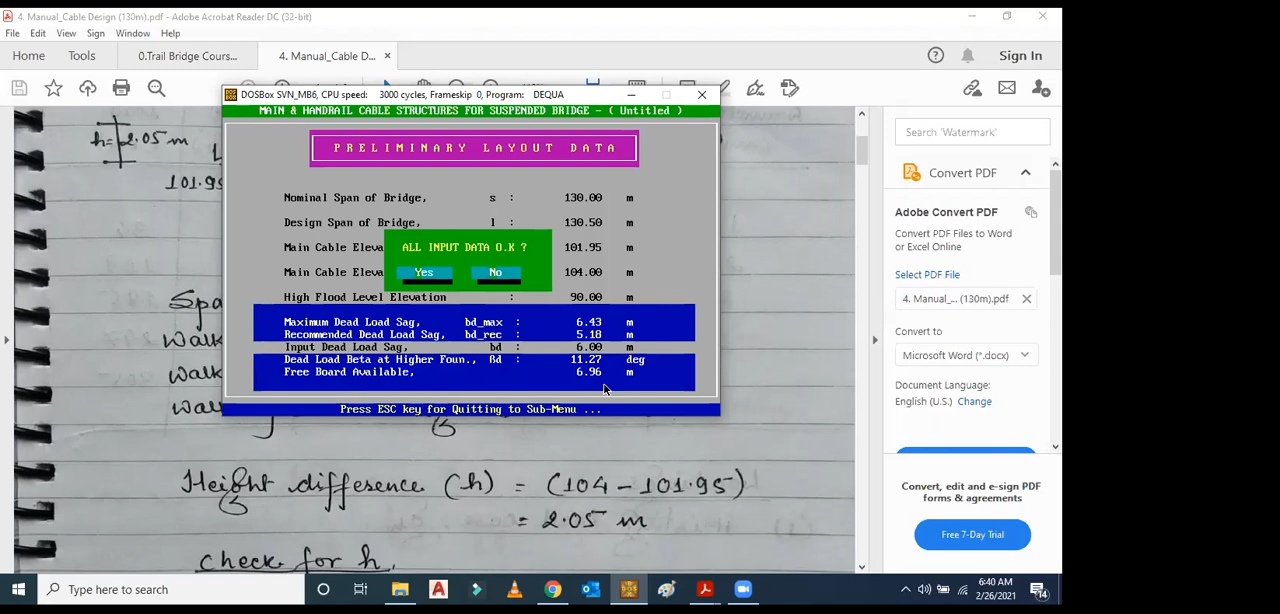 4. Manual_Cable Design (130m).pdf - Adobe Acrobat Reader DC (32-bit)
File Edit View Sign Window Help
Home Tools 0.Trail Bridge Cours... 4. Manual_Cable D... × Sign In
DOSBox SVN_MB6, CPU speed: 3000 cycles, Frameskip 0, Program: DEQUA
MAIN & HANDRAIL CABLE STRUCTURES FOR SUSPENDED BRIDGE - ( Untitled )
PRELIMINARY LAYOUT DATA
Nominal Span of Bridge, s : 130.00 m
Design Span of Bridge, l : 130.50 m
Main Cable Eleva 101.95 m
Main Cable Eleva 104.00 m
ALL INPUT DATA O.K ?
Yes No
High Flood Level Elevation : 90.00 m
Maximum Dead Load Sag, bd_max : 6.43 m
Recommended Dead Load Sag, bd_rec : 5.18 m
Input Dead Load Sag, bd : 6.00 m
Dead Load Beta at Higher Foun., ßd : 11.27 deg
Free Board Available, 6.96 m
Press ESC key for Quitting to Sub-Menu ...
h= 2.05 m
101.95
Spa
Walk
Walk
Height difference (h) = (104 - 101.95)
= 2.05 m
check for h
Search 'Watermark'
Convert PDF
Adobe Convert PDF
Convert PDF Files to Word
or Excel Online
Select PDF File
4. Manual_... (130m).pdf ×
Convert to
Microsoft Word (*.docx)
Document Language:
English (U.S.) Change
Convert, edit and e-sign PDF
forms & agreements
Free 7-Day Trial
Type here to search
6:40 AM
2/26/2021
14